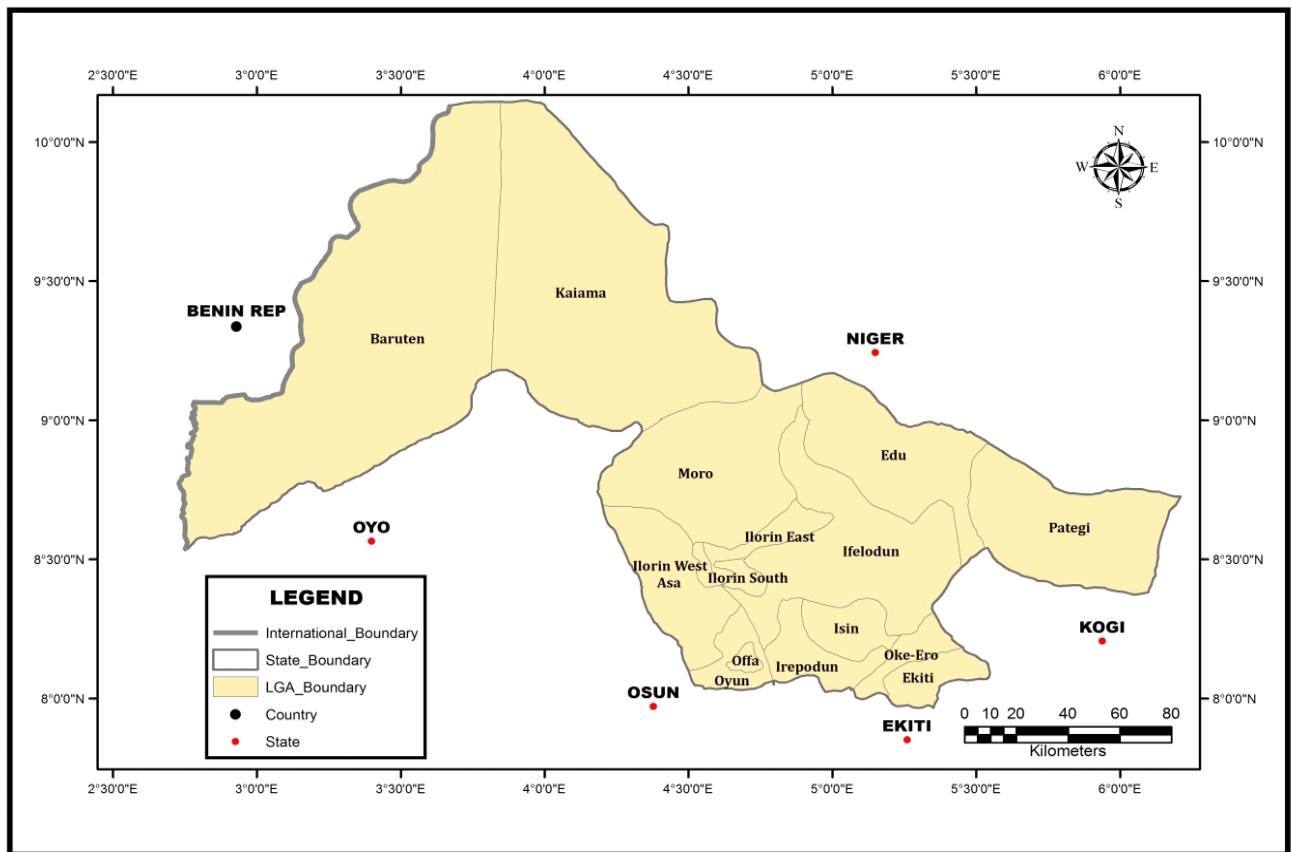 2°30'0"E 3°0'0"E 3°30'0"E 4°0'0"E 4°30'0"E 5°0'0"E 5°30'0"E 6°0'0"E
10°0'0"N 10°0'0"N
N
W E
S
9°30'0"N 9°30'0"N
Kaiama
BENIN REP
Baruten
NIGER
9°0'0"N 9°0'0"N
Edu
Moro
Pategi
OYO
Ilorin East
Ifelodun
8°30'0"N 8°30'0"N
Ilorin West
Asa
Ilorin South
LEGEND
International_Boundary
State_Boundary
LGA_Boundary
Country
State
Isin
KOGI
Offa
Irepodun
Oke-Ero
Oyun
Ekiti
8°0'0"N 8°0'0"N
OSUN
EKITI
0 10 20 40 60 80
Kilometers
2°30'0"E 3°0'0"E 3°30'0"E 4°0'0"E 4°30'0"E 5°0'0"E 5°30'0"E 6°0'0"E